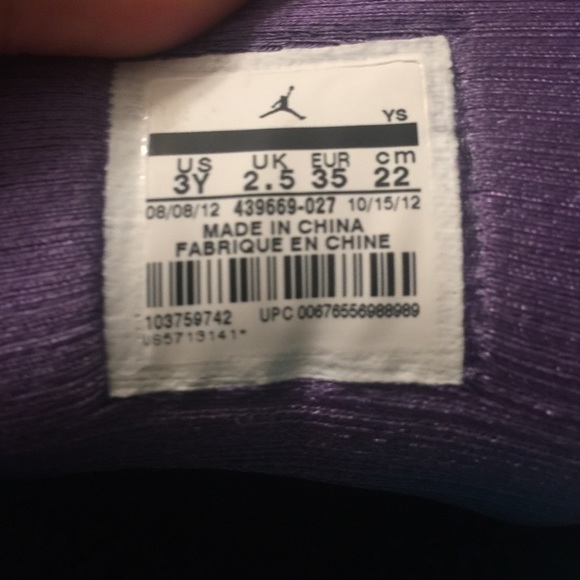 YS
US UK EUR cm
3Y 2.5 35 22
08/08/12 439669-027 10/15/12
MADE IN CHINA
FABRIQUE EN CHINE
103759742 UPC 00676556988989